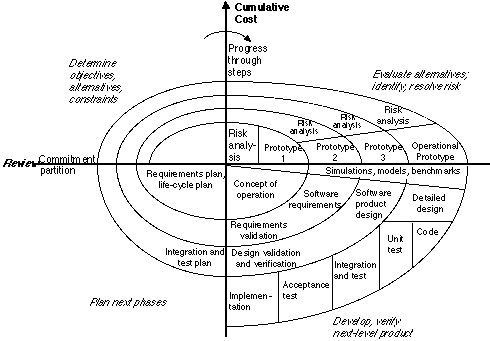 Cumulative
Cost
Progress
through
steps
Determine
objectives,
alternatives,
constraints
Evaluate alternatives;
identify, resolve risk
Risk
analysis
Risk
analysis
Risk
analysis
Risk
analy-
sis
Prototype
1
Prototype
2
Prototype
3
Operational
Prototype
Review
Commitment
partition
Simulations, models, benchmarks
Requirements plan,
life-cycle plan
Concept of
operation
Software
requirements
Software
product
design
Detailed
design
Requirements
validation
Unit
test
Code
Integration and
test plan
Design validation
and verification
Integration
and test
Acceptance
test
Implemen-
tation
Plan next phases
Develop, verify
next-level product